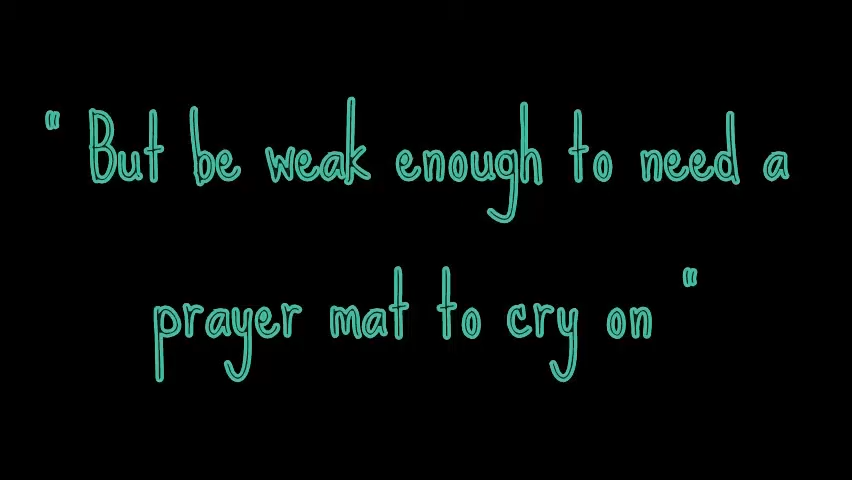 " But be weak enough to need a
prayer mat to cry on "